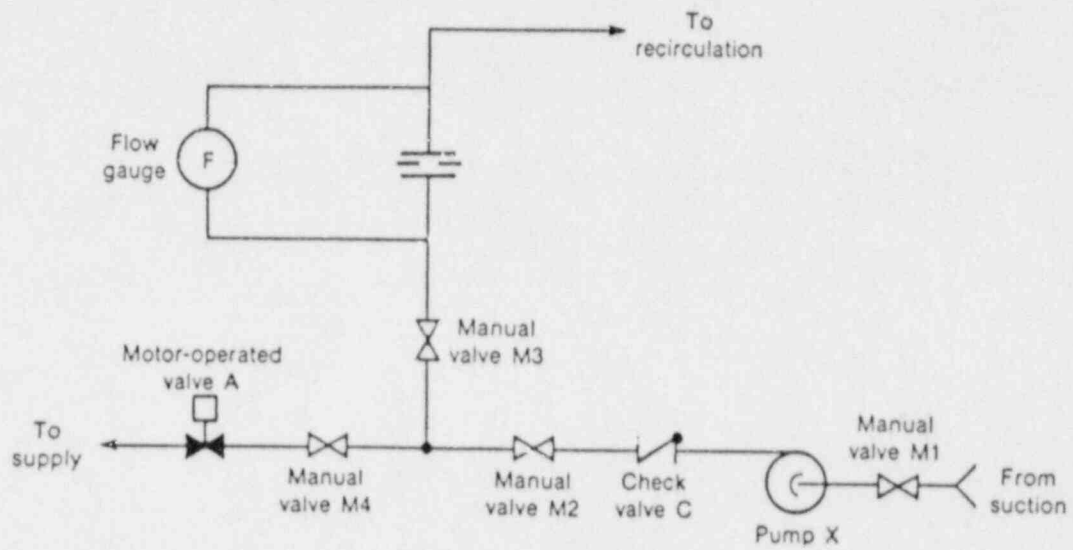 To
recirculation
Flow
gauge
F
Manual
valve M3
Motor-operated
valve A
To
supply
Manual
valve M4
Manual
valve M2
Check
valve C
Pump X
Manual
valve M1
From
suction